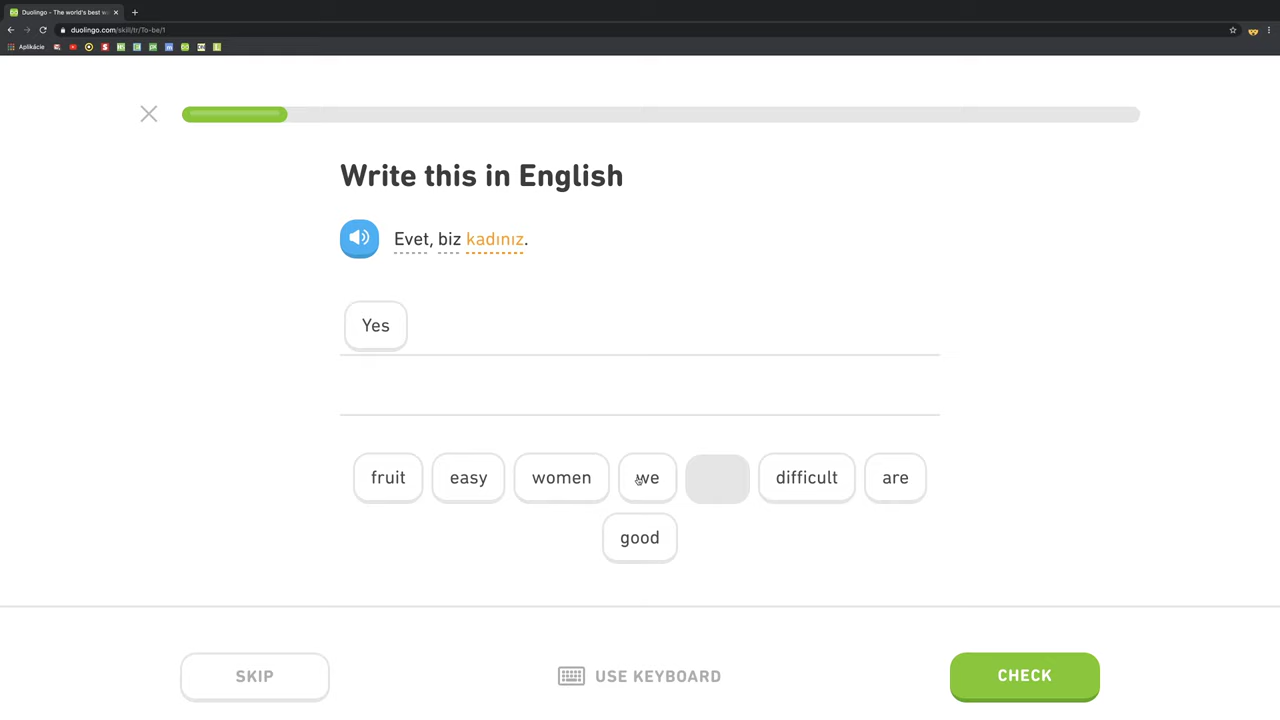 Duolingo - The world's best w
duolingo.com/skill/tr/To-be/1
Aplikácie
Write this in English
Evet, biz kadınız.
Yes
fruit easy women we difficult are
good
SKIP USE KEYBOARD CHECK